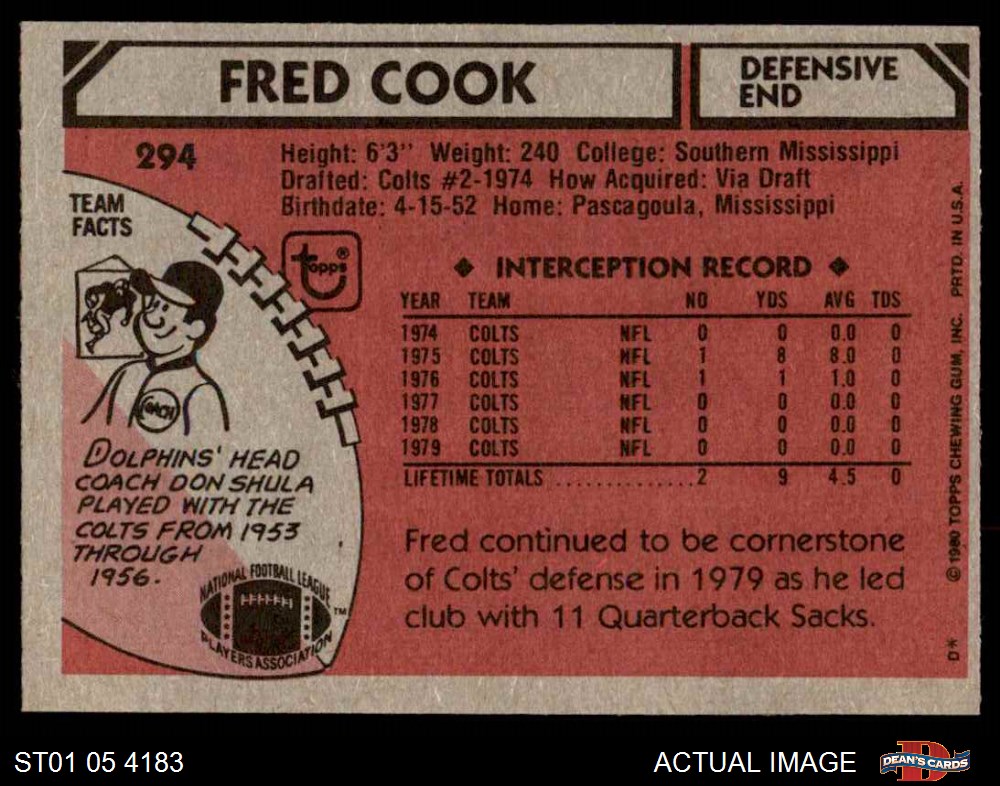 FRED COOK
DEFENSIVE
END
294
Height: 6'3" Weight: 240 College: Southern Mississippi
Drafted: Colts #2-1974 How Acquired: Via Draft
Birthdate: 4-15-52 Home: Pascagoula, Mississippi
TEAM
FACTS
topps®
COACH
DOLPHINS' HEAD
COACH DON SHULA
PLAYED WITH THE
COLTS FROM 1953
THROUGH
1956.
NATIONAL FOOTBALL LEAGUE
PLAYERS ASSOCIATION
™
◆ INTERCEPTION RECORD ◆
YEAR TEAM NO YDS AVG TDS
1974 COLTS NFL 0 0 0.0 0
1975 COLTS NFL 1 8 8.0 0
1976 COLTS NFL 1 1 1.0 0
1977 COLTS NFL 0 0 0.0 0
1978 COLTS NFL 0 0 0.0 0
1979 COLTS NFL 0 0 0.0 0
LIFETIME TOTALS .............. 2 9 4.5 0
Fred continued to be cornerstone
of Colts' defense in 1979 as he led
club with 11 Quarterback Sacks.
D* © 1980 TOPPS CHEWING GUM, INC. PRTD. IN U.S.A.
ST01 05 4183
ACTUAL IMAGE
D
DEAN'S CARDS